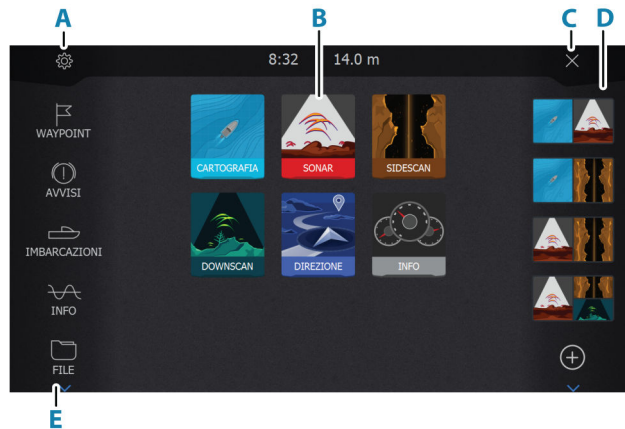 A B C D
8:32 14.0 m
WAYPOINT
AVVISI
IMBARCAZIONI
INFO
FILE
CARTOGRAFIA SONAR SIDESCAN
DOWNSCAN DIREZIONE INFO
E